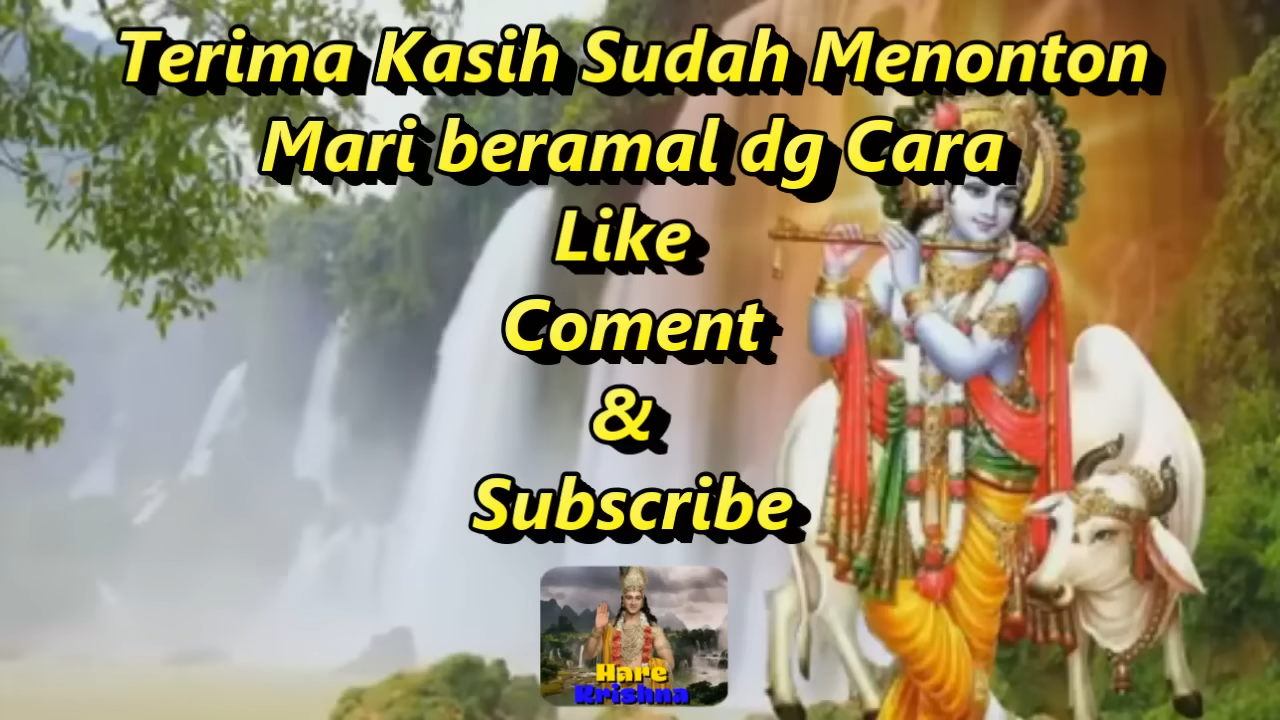 Terima Kasih Sudah Menonton
Mari beramal dg Cara
Like
Coment
&
Subscribe
Hare
Krishna